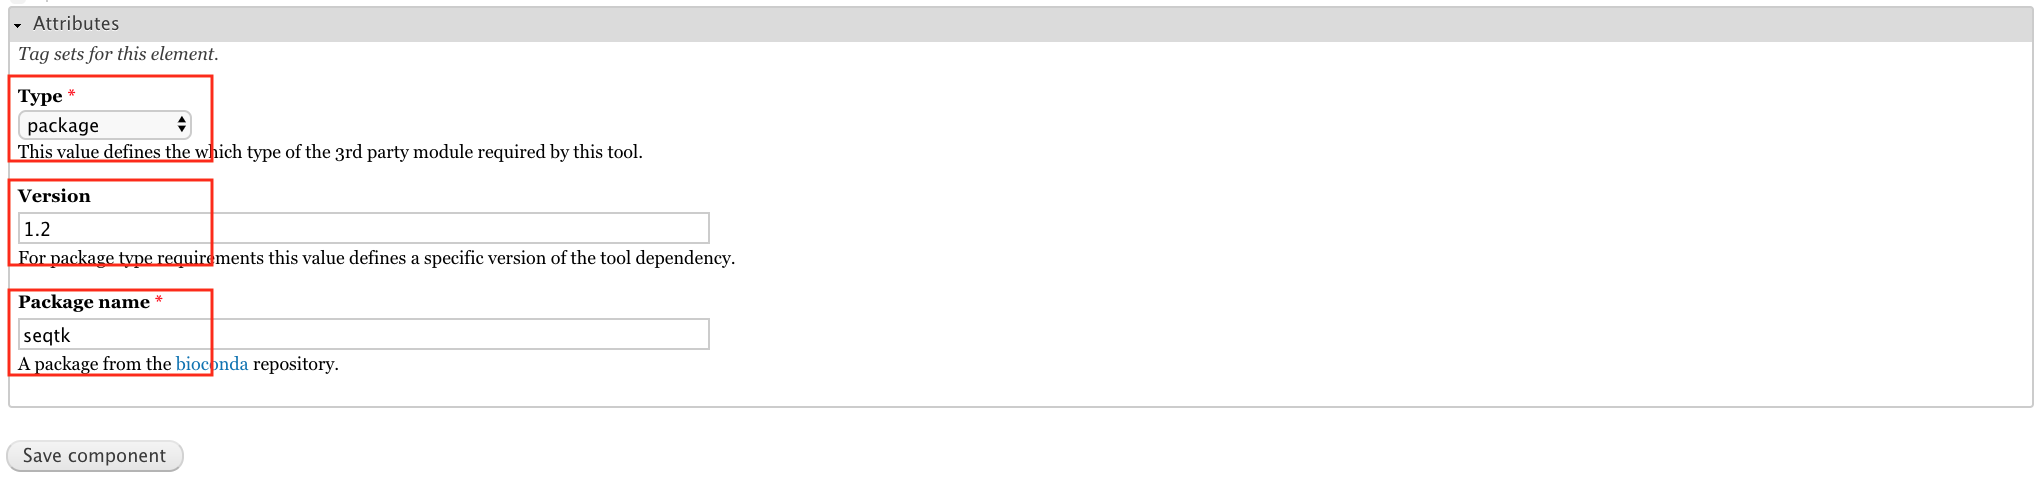 Attributes
Tag sets for this element.
Type *
package
This value defines the which type of the 3rd party module required by this tool.
Version
1.2
For package type requirements this value defines a specific version of the tool dependency.
Package name *
seqtk
A package from the bioconda repository.
Save component